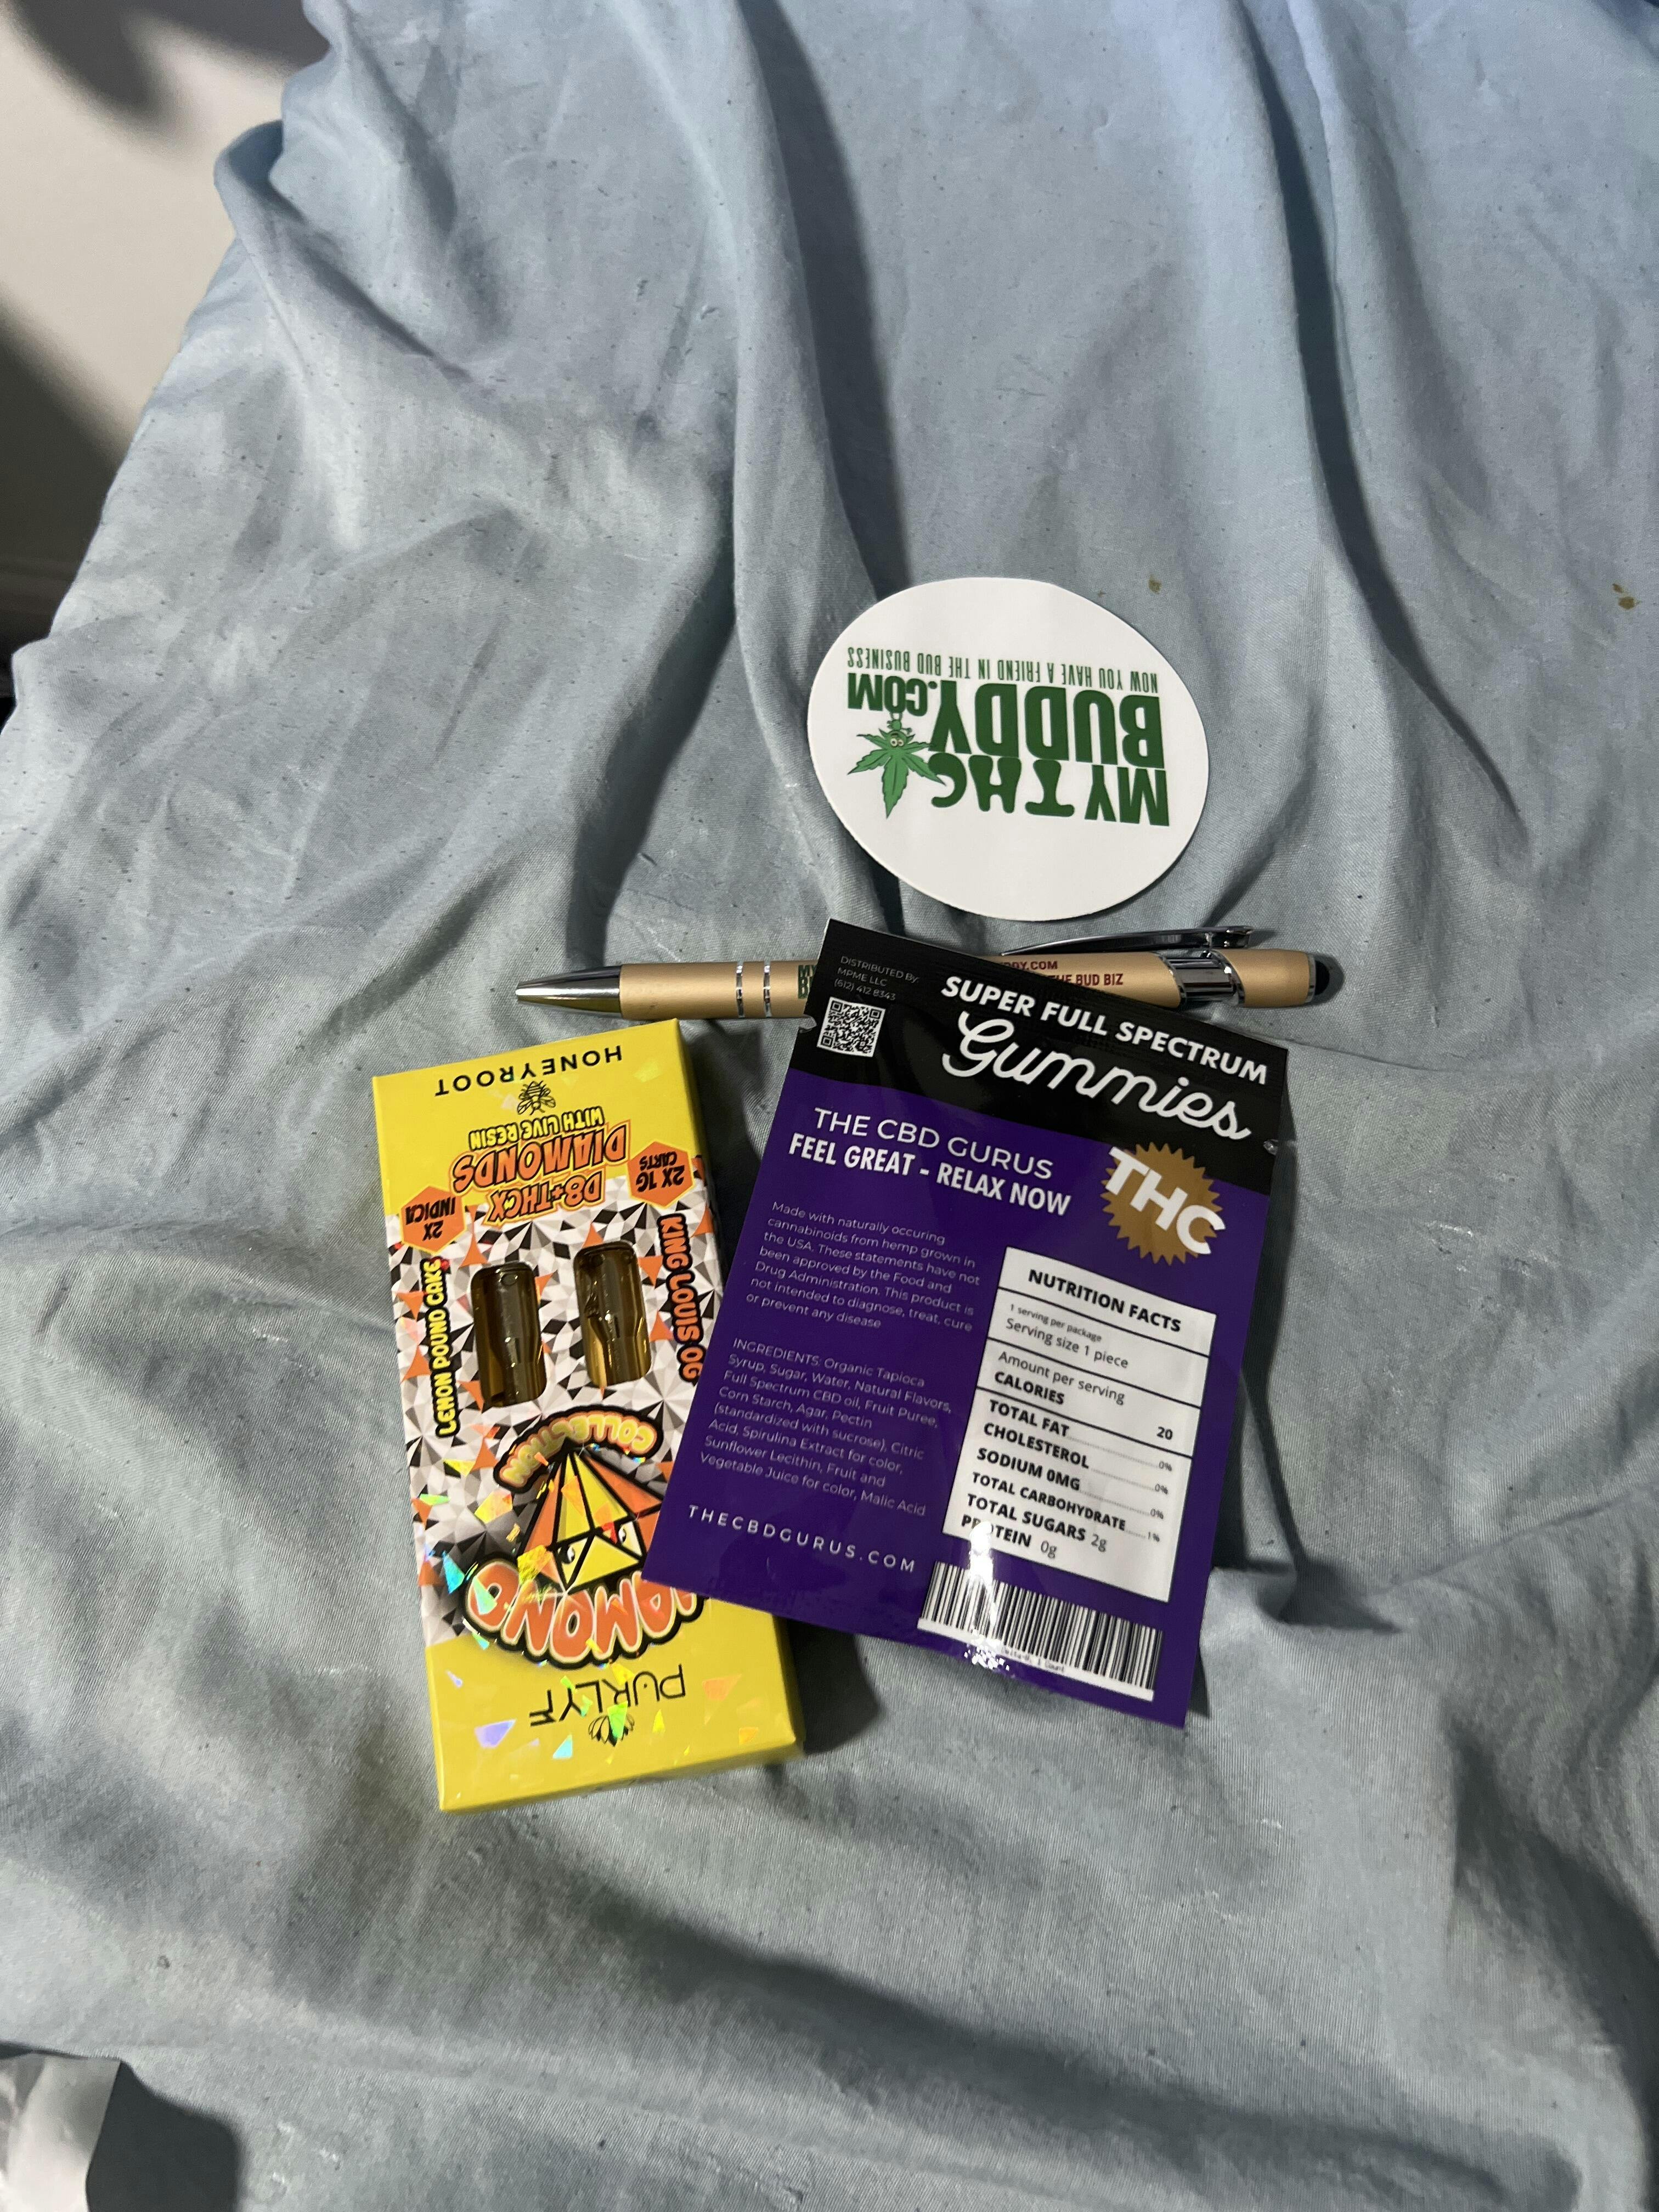 MY THC
BUDDY.COM
NOW YOU HAVE A FRIEND IN THE BUD BUSINESS
THE BUD BIZ
DISTRIBUTED By:
MPME LLC
(612) 412 8343
SUPER FULL SPECTRUM
Gummies
THE CBD GURUS
FEEL GREAT - RELAX NOW
THC
Made with naturally occuring
cannabinoids from hemp grown in
the USA. These statements have not
been approved by the Food and
Drug Administration. This product is
not intended to diagnose, treat, cure
or prevent any disease
INGREDIENTS: Organic Tapioca
Syrup, Sugar, Water, Natural Flavors,
Full Spectrum CBD oil, Fruit Puree,
Corn Starch, Agar, Pectin
(standardized with sucrose), Citric
Acid, Spirulina Extract for color,
Sunflower Lecithin, Fruit and
Vegetable Juice for color, Malic Acid
THECBDGURUS.COM
NUTRITION FACTS
1 serving per package
Serving size 1 piece
Amount per serving
CALORIES 20
TOTAL FAT 0%
CHOLESTEROL 0%
SODIUM 0MG 0%
TOTAL CARBOHYDRATE 1%
TOTAL SUGARS 2g
PROTEIN 0g
PURLYF
COLLECTION
KING LOUIS OG
LEMON POUND CAKE
2X 1G
CARTS
2X
INDICA
D8+THCX
DIAMONDS
WITH LIVE RESIN
HONEYROOT